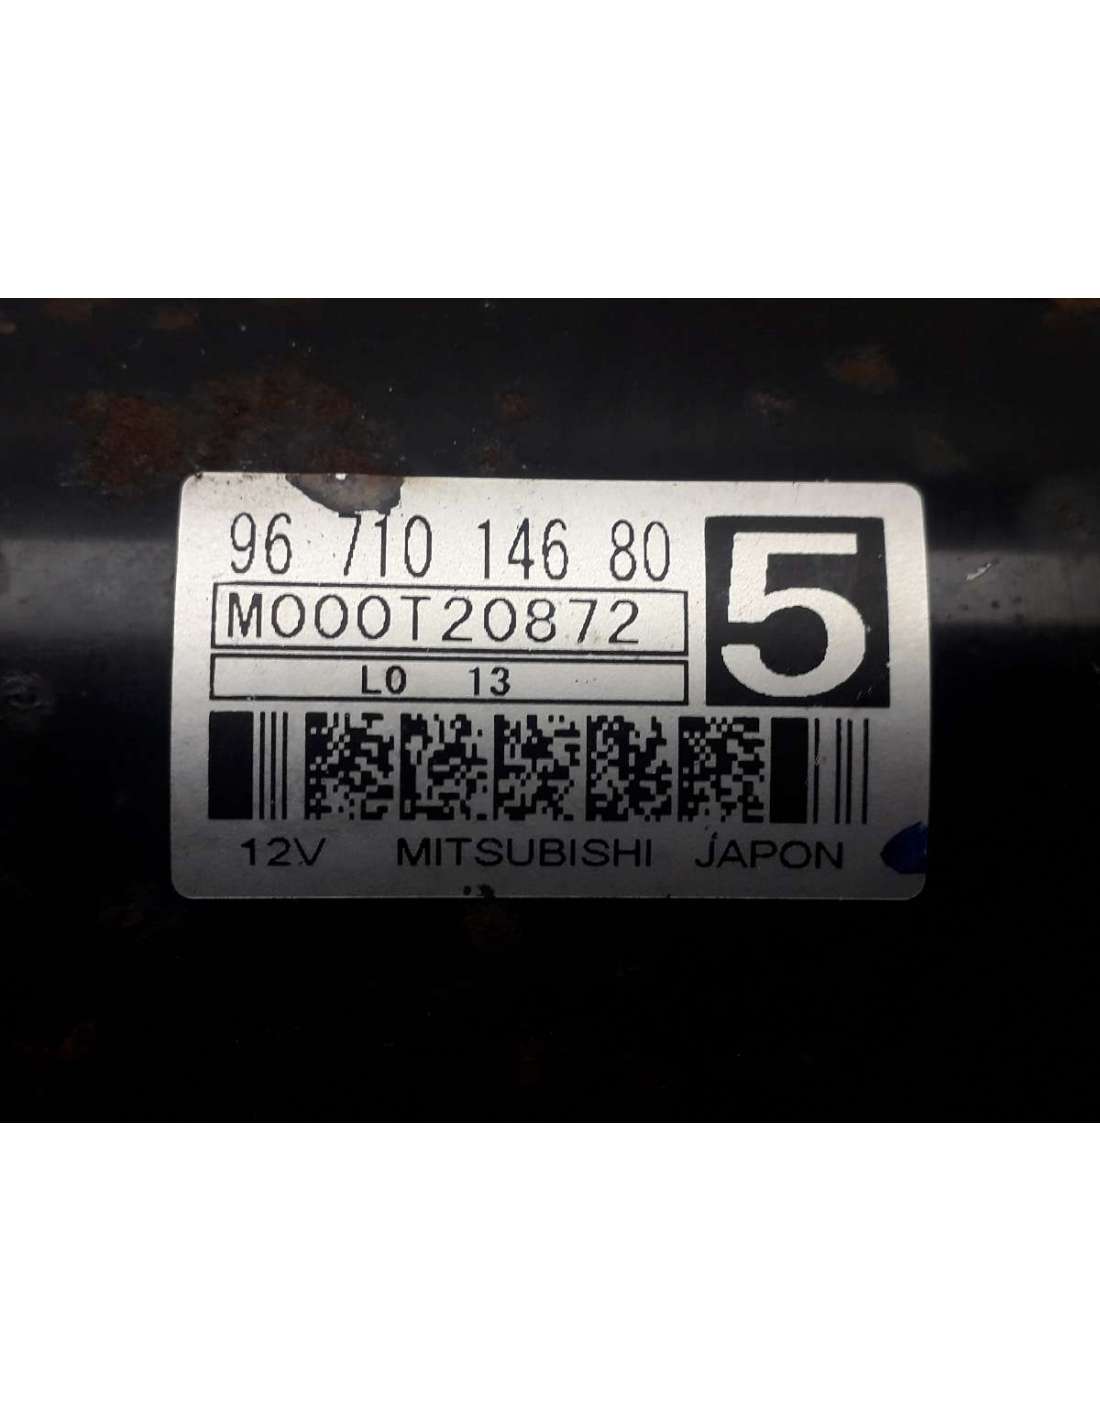 96 710 146 80
5
M000T20872
L0 13
12V MITSUBISHI JAPON